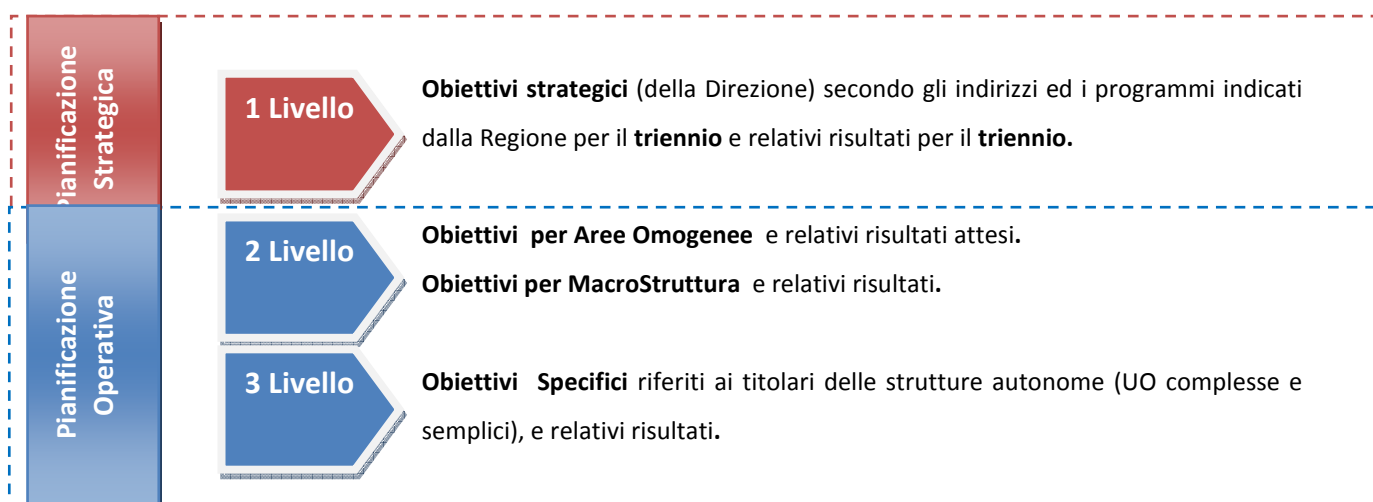 Pianificazione
Strategica
1 Livello
Obiettivi strategici (della Direzione) secondo gli indirizzi ed i programmi indicati
dalla Regione per il triennio e relativi risultati per il triennio.
Pianificazione
Operativa
2 Livello
Obiettivi per Aree Omogenee e relativi risultati attesi.
Obiettivi per MacroStruttura e relativi risultati.
3 Livello
Obiettivi Specifici riferiti ai titolari delle strutture autonome (UO complesse e
semplici), e relativi risultati.